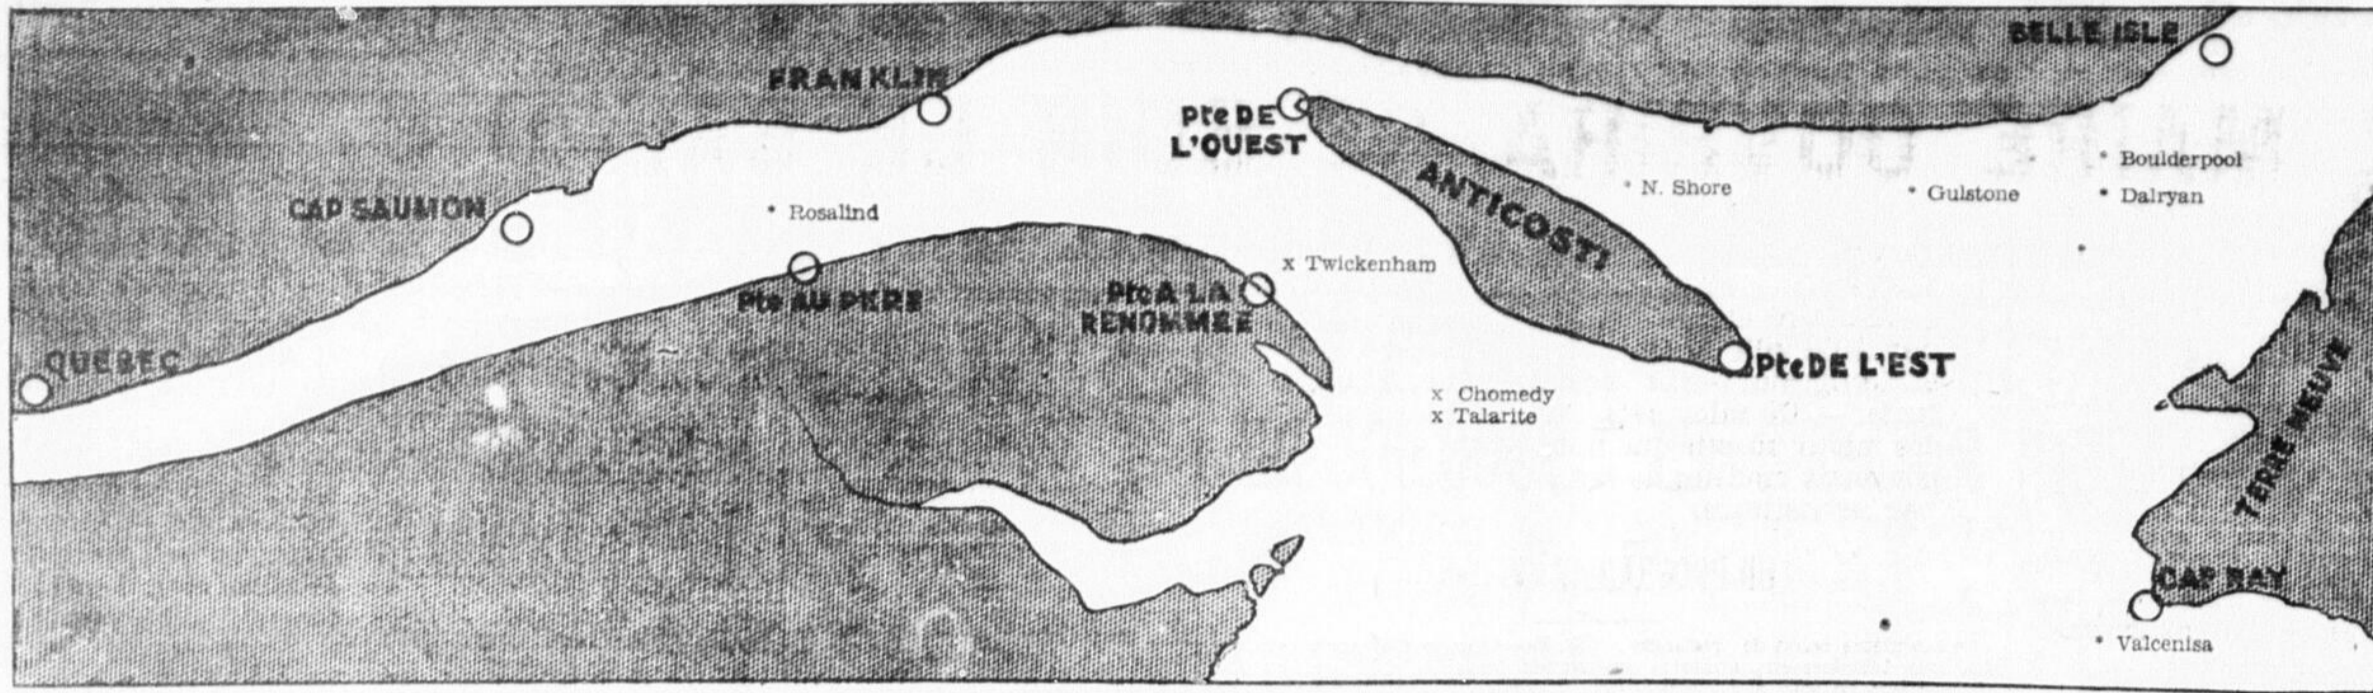 BELLE ISLE
FRANKLIN
Pte DE
L'OUEST
ANTICOSTI
* Boulderpool
* N. Shore
* Gulstone
* Dalryan
CAP SAUMON
* Rosalind
x Twickenham
Pte AU PERE
Pte A LA
RENOMMEE
QUEBEC
Pte DE L'EST
x Chomedy
x Talarite
TERRE NEUVE
CAP RAY
* Valcenisa